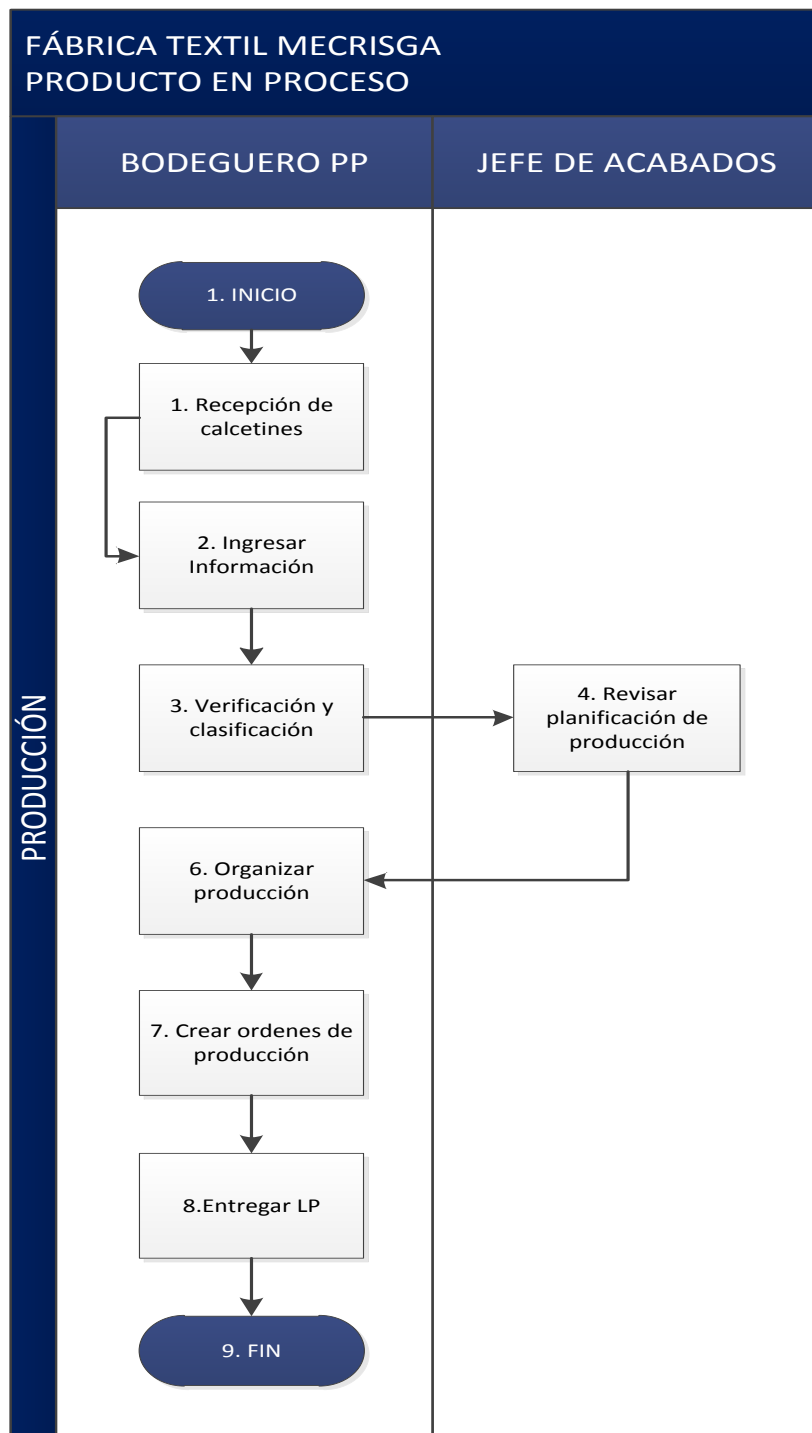 FÁBRICA TEXTIL MECRISGA
PRODUCTO EN PROCESO
BODEGUERO PP
JEFE DE ACABADOS
PRODUCCIÓN
1. INICIO
1. Recepción de
calcetines
2. Ingresar
Información
3. Verificación y
clasificación
4. Revisar
planificación de
producción
6. Organizar
producción
7. Crear ordenes de
producción
8.Entregar LP
9. FIN